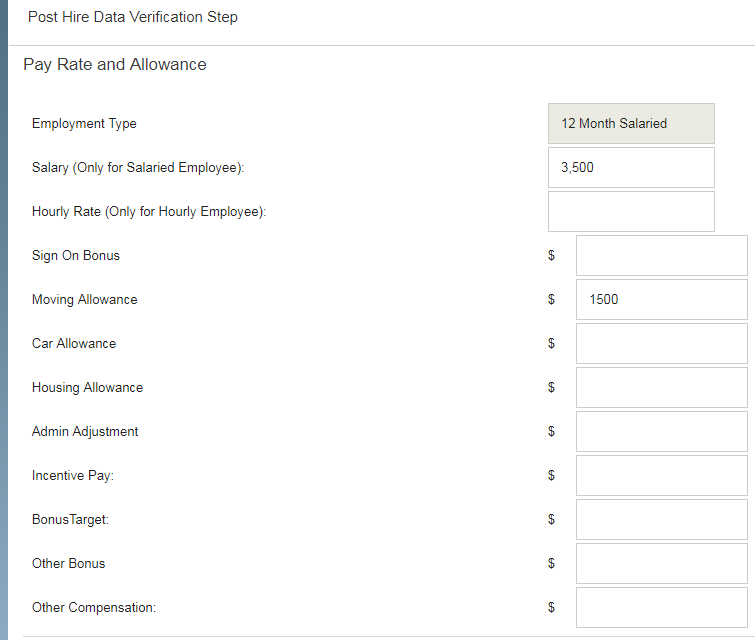 Post Hire Data Verification Step
Pay Rate and Allowance
Employment Type 12 Month Salaried
Salary (Only for Salaried Employee): 3,500
Hourly Rate (Only for Hourly Employee):
Sign On Bonus $
Moving Allowance $ 1500
Car Allowance $
Housing Allowance $
Admin Adjustment $
Incentive Pay: $
BonusTarget: $
Other Bonus $
Other Compensation: $